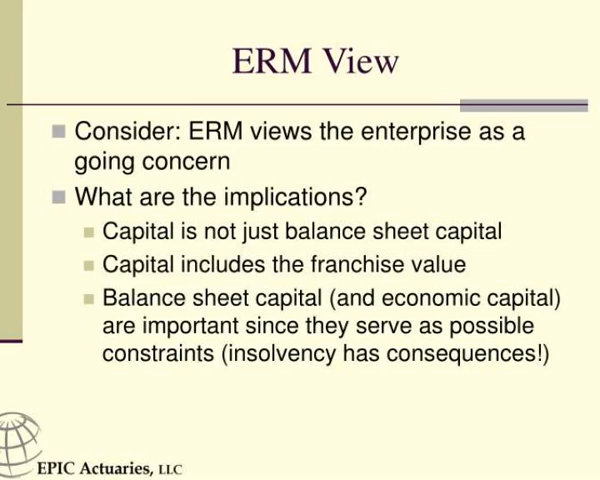 ERM View
Consider: ERM views the enterprise as a
going concern
What are the implications?
Capital is not just balance sheet capital
Capital includes the franchise value
Balance sheet capital (and economic capital)
are important since they serve as possible
constraints (insolvency has consequences!)
EPIC Actuaries, LLC